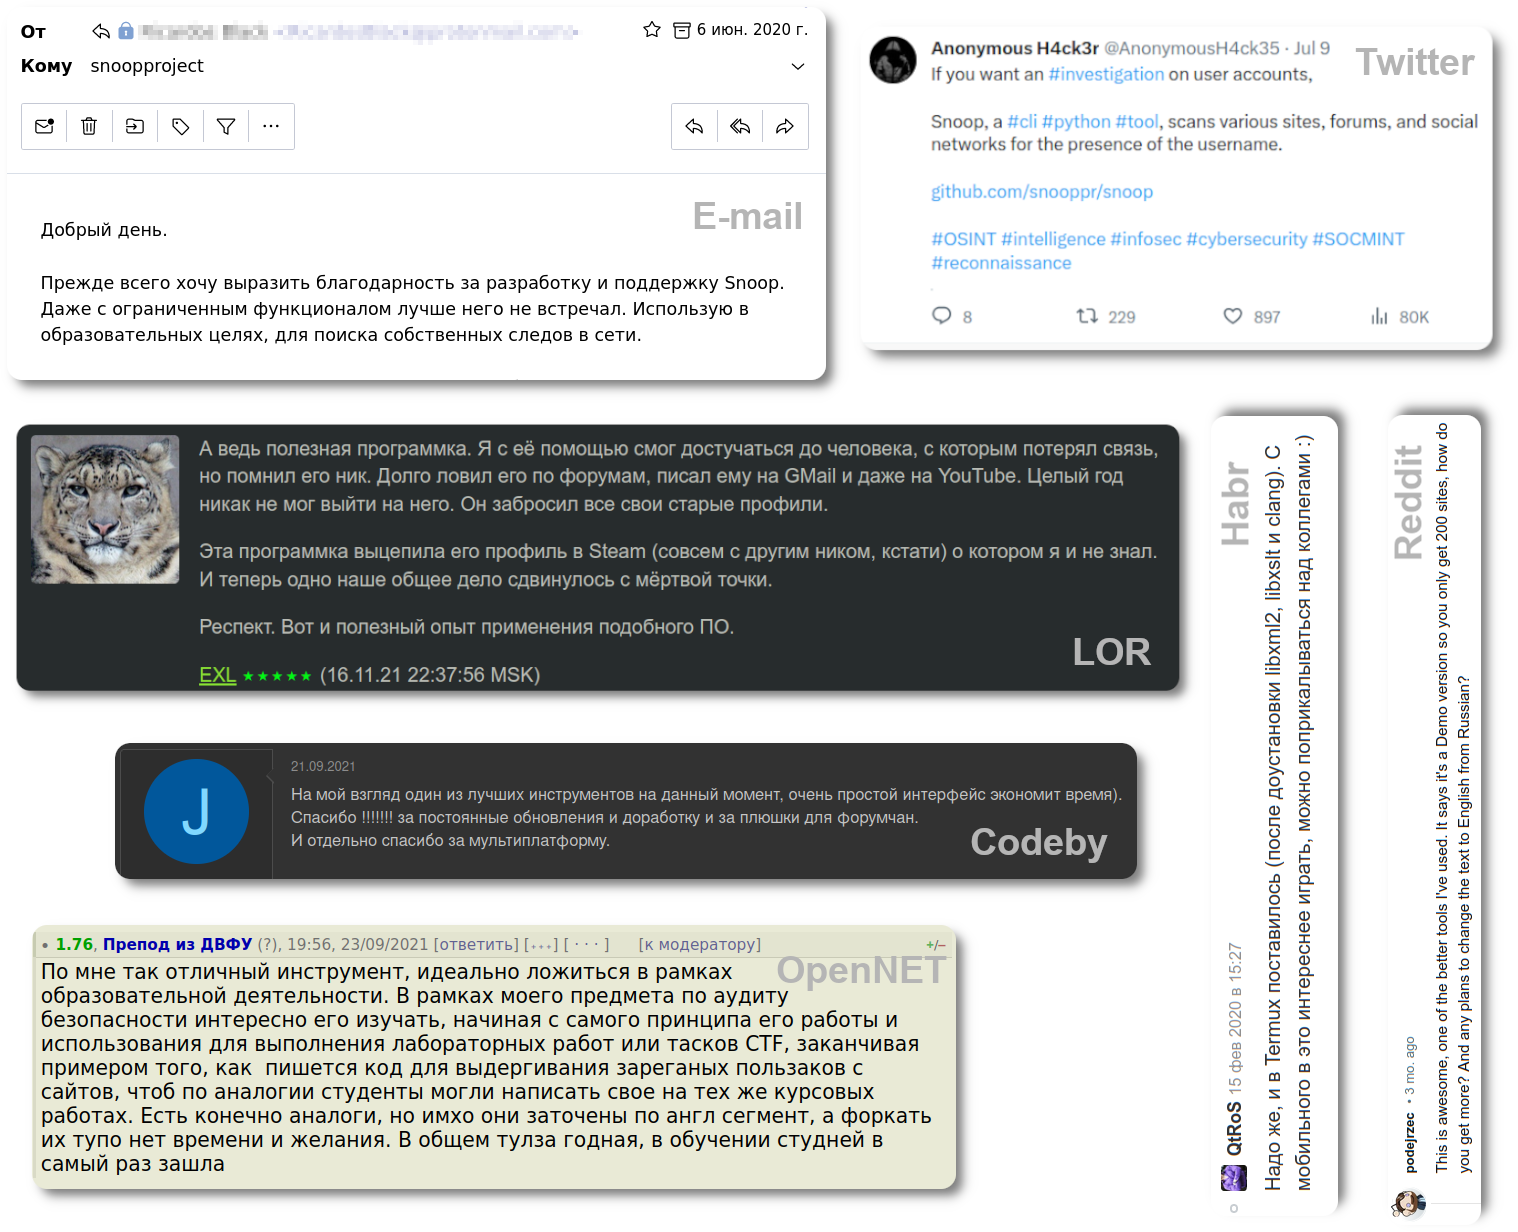 От
6 июн. 2020 г.
Кому snoopproject
E-mail
Добрый день.
Прежде всего хочу выразить благодарность за разработку и поддержку Snoop.
Даже с ограниченным функционалом лучше него не встречал. Использую в
образовательных целях, для поиска собственных следов в сети.
Anonymous H4ck3r @AnonymousH4ck35 · Jul 9
Twitter
If you want an #investigation on user accounts,
Snoop, a #cli #python #tool, scans various sites, forums, and social
networks for the presence of the username.
github.com/snooppr/snoop
#OSINT #intelligence #infosec #cybersecurity #SOCMINT
#reconnaissance
8 229 897 80K
А ведь полезная программка. Я с её помощью смог достучаться до человека, с которым потерял связь,
но помнил его ник. Долго ловил его по форумам, писал ему на GMail и даже на YouTube. Целый год
никак не мог выйти на него. Он забросил все свои старые профили.
Эта программка выцепила его профиль в Steam (совсем с другим ником, кстати) о котором я и не знал.
И теперь одно наше общее дело сдвинулось с мёртвой точки.
Респект. Вот и полезный опыт применения подобного ПО.
LOR
EXL ★★★★★ (16.11.21 22:37:56 MSK)
Habr
QtRoS 15 фев 2020 в 15:27
Надо же, и в Termux поставилось (после доустановки libxml2, libxslt и clang). С
мобильного в это интереснее играть, можно поприкалываться над коллегами :)
Reddit
podejrzec • 3 mo. ago
This is awesome, one of the better tools I've used. It says it's a Demo version so you only get 200 sites, how do
you get more? And any plans to change the text to English from Russian?
J
21.09.2021
На мой взгляд один из лучших инструментов на данный момент, очень простой интерфейс экономит время).
Спасибо !!!!!!! за постоянные обновления и доработку и за плюшки для форумчан.
И отдельно спасибо за мультиплатформу.
Codeby
• 1.76, Препод из ДВФУ (?), 19:56, 23/09/2021 [ответить] [﹢﹢﹢] [ · · · ] [к модератору] +/–
OpenNET
По мне так отличный инструмент, идеально ложиться в рамках
образовательной деятельности. В рамках моего предмета по аудиту
безопасности интересно его изучать, начиная с самого принципа его работы и
использования для выполнения лабораторных работ или тасков CTF, заканчивая
примером того, как  пишется код для выдергивания зареганых пользаков с
сайтов, чтоб по аналогии студенты могли написать свое на тех же курсовых
работах. Есть конечно аналоги, но имхо они заточены по англ сегмент, а форкать
их тупо нет времени и желания. В общем тулза годная, в обучении студней в
самый раз зашла